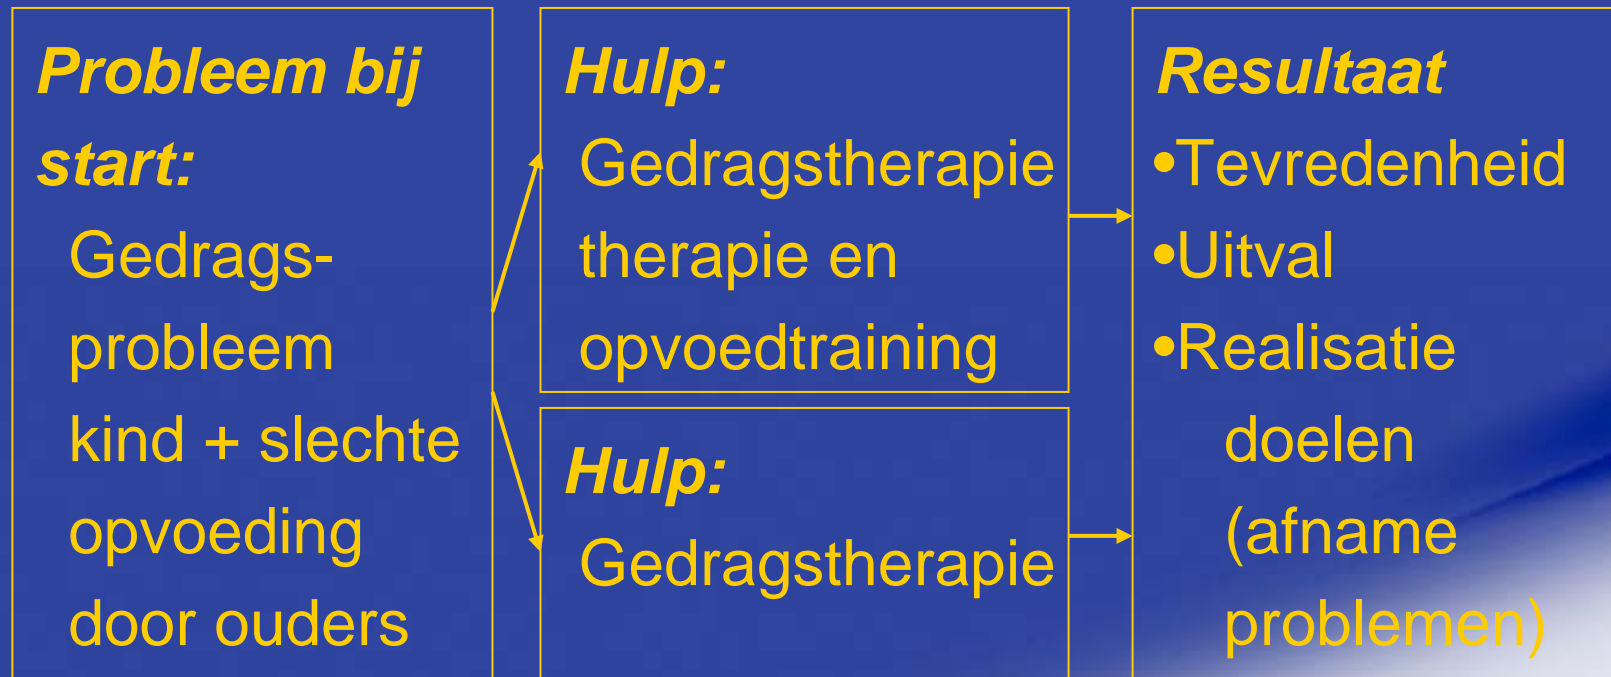 Probleem bij
start:
Gedrags-
probleem
kind + slechte
opvoeding
door ouders
Hulp:
Gedragstherapie
therapie en
opvoedtraining
Hulp:
Gedragstherapie
Resultaat
•Tevredenheid
•Uitval
•Realisatie
doelen
(afname
problemen)